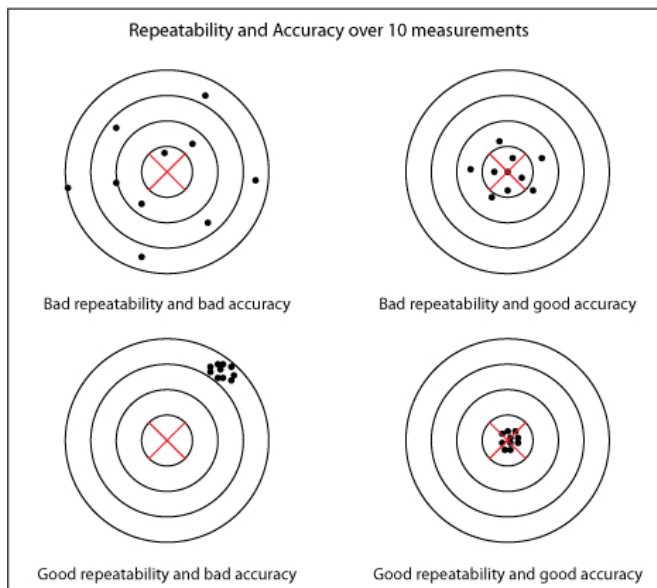 Repeatability and Accuracy over 10 measurements
Bad repeatability and bad accuracy
Bad repeatability and good accuracy
Good repeatability and bad accuracy
Good repeatability and good accuracy